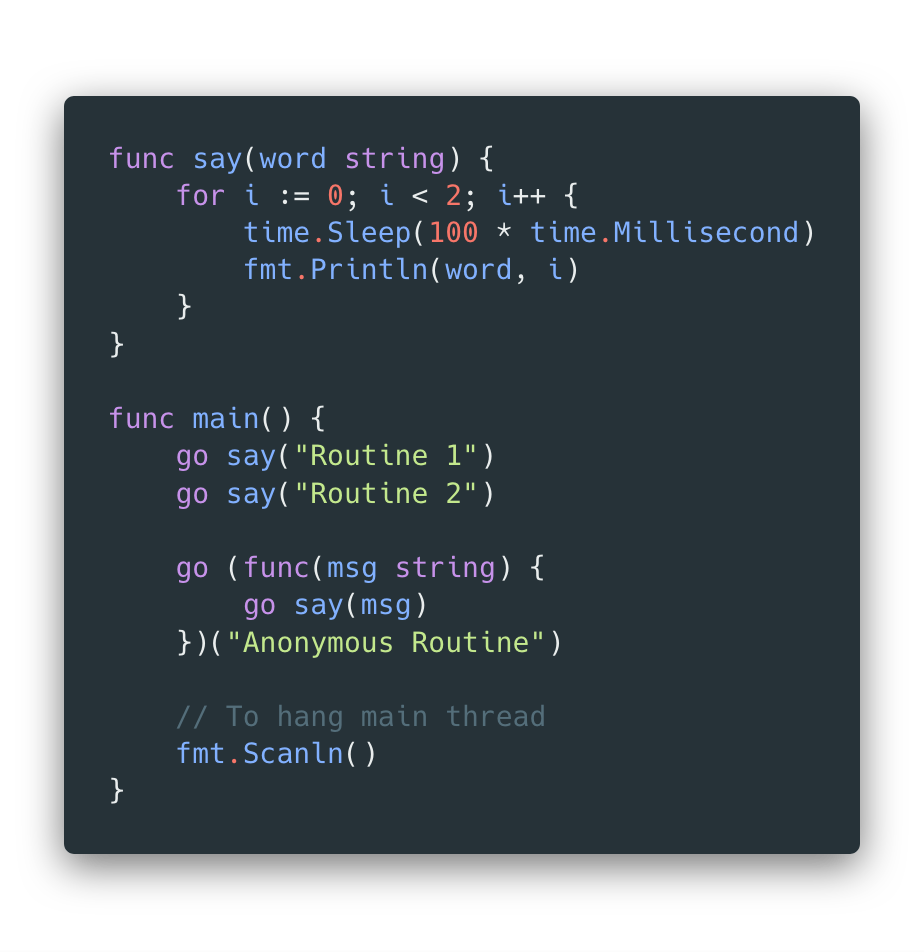 func say(word string) {
    for i := 0; i < 2; i++ {
        time.Sleep(100 * time.Millisecond)
        fmt.Println(word, i)
    }
}

func main() {
    go say("Routine 1")
    go say("Routine 2")

    go (func(msg string) {
        go say(msg)
    })("Anonymous Routine")

    // To hang main thread
    fmt.Scanln()
}